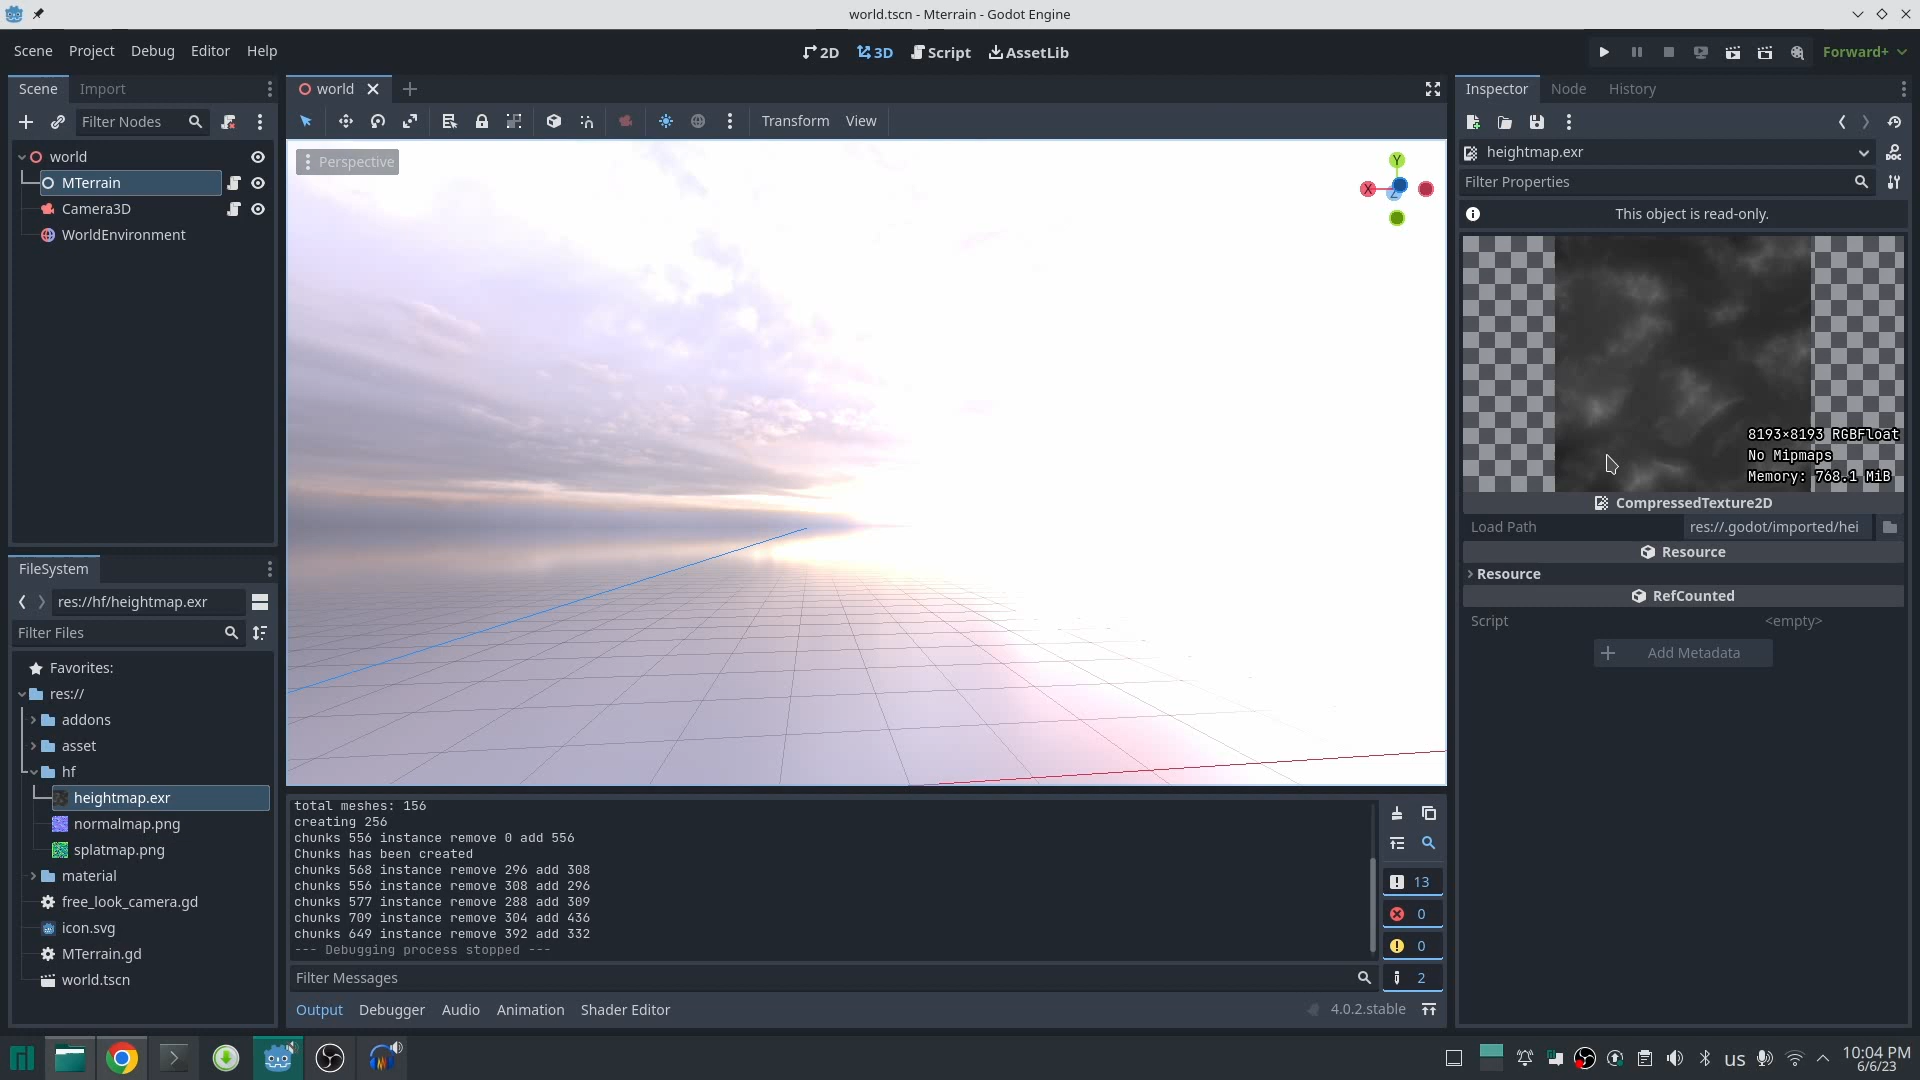 world.tscn - Mterrain - Godot Engine
Scene Project Debug Editor Help
2D 3D Script AssetLib
Forward+
Scene Import
Filter Nodes
world
MTerrain
Camera3D
WorldEnvironment
FileSystem
res://hf/heightmap.exr
Filter Files
Favorites:
res://
addons
asset
hf
heightmap.exr
normalmap.png
splatmap.png
material
free_look_camera.gd
icon.svg
MTerrain.gd
world.tscn
world
Transform View
Perspective
Y
X
Z
total meshes: 156
creating 256
chunks 556 instance remove 0 add 556
Chunks has been created
chunks 568 instance remove 296 add 308
chunks 556 instance remove 308 add 296
chunks 577 instance remove 288 add 309
chunks 709 instance remove 304 add 436
chunks 649 instance remove 392 add 332
--- Debugging process stopped ---
Filter Messages
13
0
0
2
Output Debugger Audio Animation Shader Editor
4.0.2.stable
Inspector Node History
heightmap.exr
DOC
Filter Properties
This object is read-only.
8193×8193 RGBFloat
No Mipmaps
Memory: 768.1 MiB
CompressedTexture2D
Load Path res://.godot/imported/hei
Resource
Resource
RefCounted
Script <empty>
Add Metadata
us
10:04 PM
6/6/23